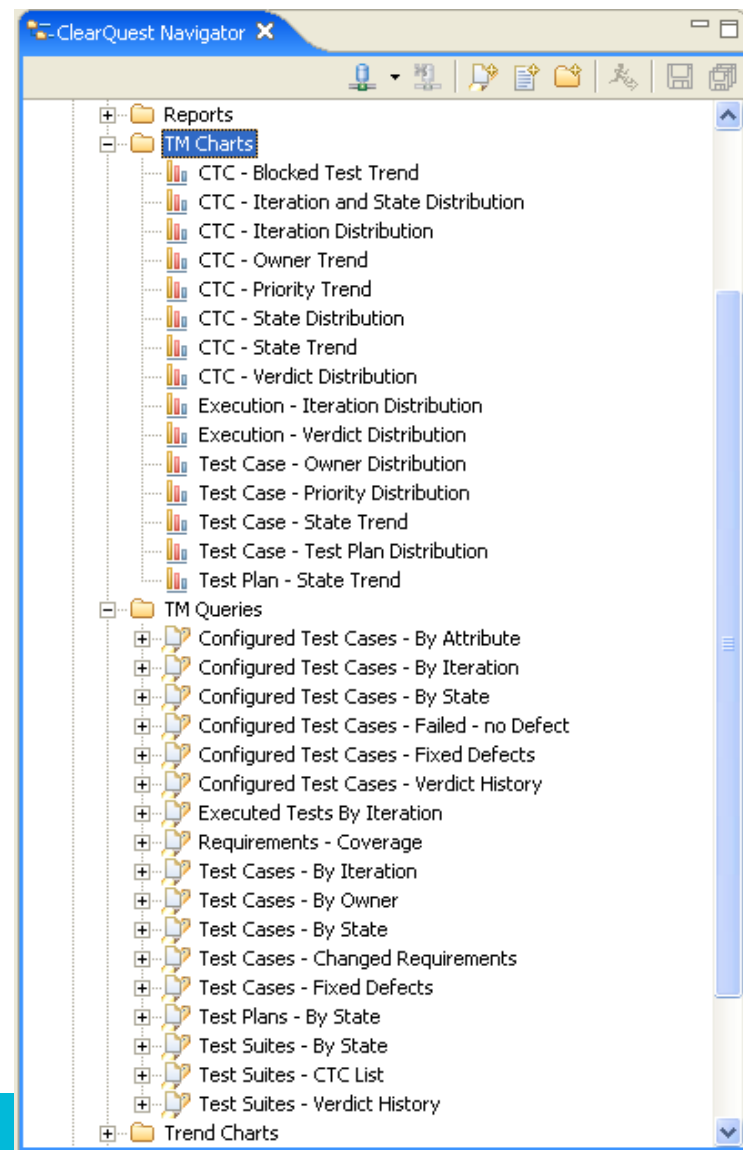 ClearQuest Navigator
Reports
TM Charts
CTC - Blocked Test Trend
CTC - Iteration and State Distribution
CTC - Iteration Distribution
CTC - Owner Trend
CTC - Priority Trend
CTC - State Distribution
CTC - State Trend
CTC - Verdict Distribution
Execution - Iteration Distribution
Execution - Verdict Distribution
Test Case - Owner Distribution
Test Case - Priority Distribution
Test Case - State Trend
Test Case - Test Plan Distribution
Test Plan - State Trend
TM Queries
Configured Test Cases - By Attribute
Configured Test Cases - By Iteration
Configured Test Cases - By State
Configured Test Cases - Failed - no Defect
Configured Test Cases - Fixed Defects
Configured Test Cases - Verdict History
Executed Tests By Iteration
Requirements - Coverage
Test Cases - By Iteration
Test Cases - By Owner
Test Cases - By State
Test Cases - Changed Requirements
Test Cases - Fixed Defects
Test Plans - By State
Test Suites - By State
Test Suites - CTC List
Test Suites - Verdict History
Trend Charts